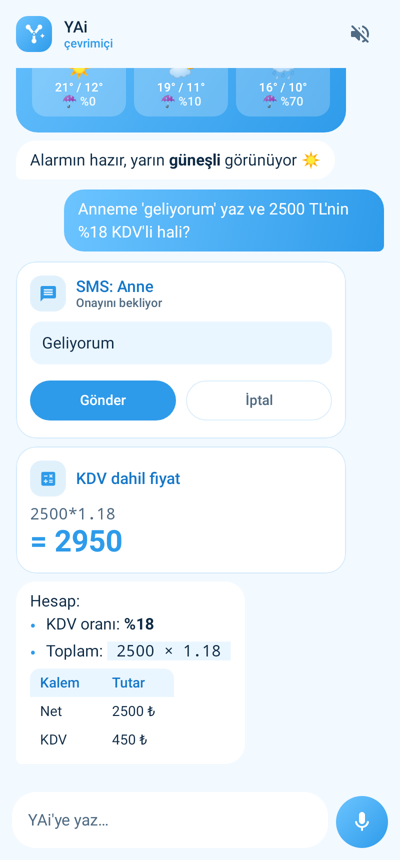 YAi
çevrimiçi
21° / 12°
%0
19° / 11°
%10
16° / 10°
%70
Alarmın hazır, yarın güneşli görünüyor ☀️
Anneme 'geliyorum' yaz ve 2500 TL'nin
%18 KDV'li hali?
SMS: Anne
Onayını bekliyor
Geliyorum
Gönder
İptal
KDV dahil fiyat
2500*1.18
= 2950
Hesap:
• KDV oranı: %18
• Toplam: 2500 × 1.18
Kalem Tutar
Net 2500 ₺
KDV 450 ₺
YAi'ye yaz…